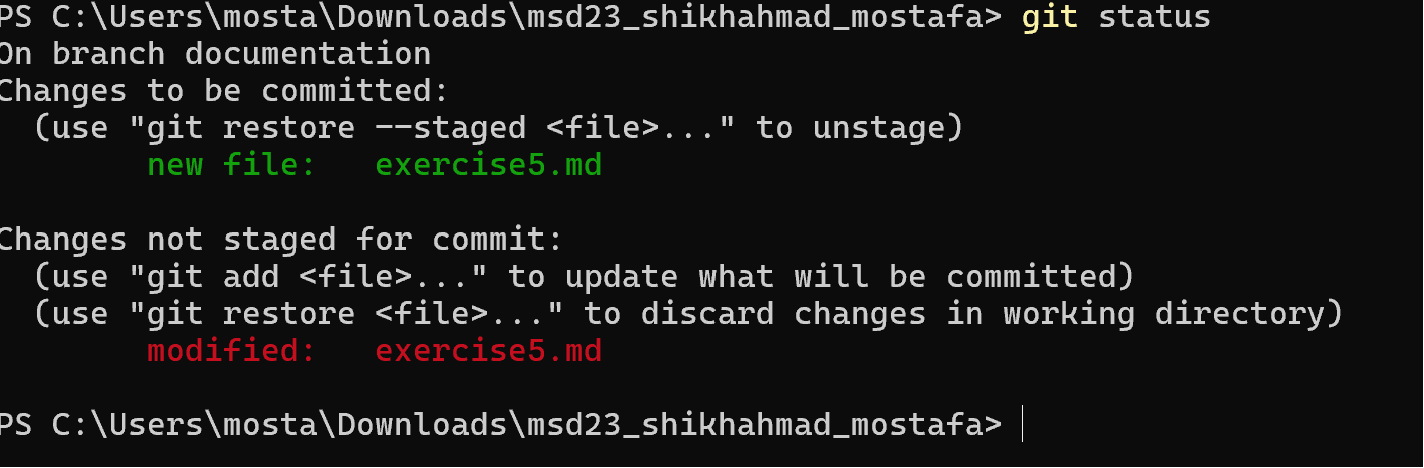 PS C:\Users\mosta\Downloads\msd23_shikhahmad_mostafa> git status
On branch documentation
Changes to be committed:
  (use "git restore --staged <file>..." to unstage)
        new file:   exercise5.md

Changes not staged for commit:
  (use "git add <file>..." to update what will be committed)
  (use "git restore <file>..." to discard changes in working directory)
        modified:   exercise5.md

PS C:\Users\mosta\Downloads\msd23_shikhahmad_mostafa>